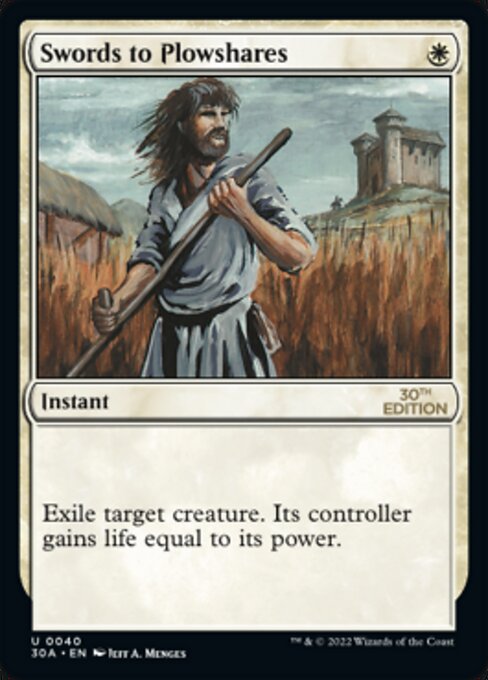 Swords to Plowshares
Instant
30TH
EDITION
Exile target creature. Its controller
gains life equal to its power.
U 0040
30A • EN Jeff A. Menges
™ & © 2022 Wizards of the Coast